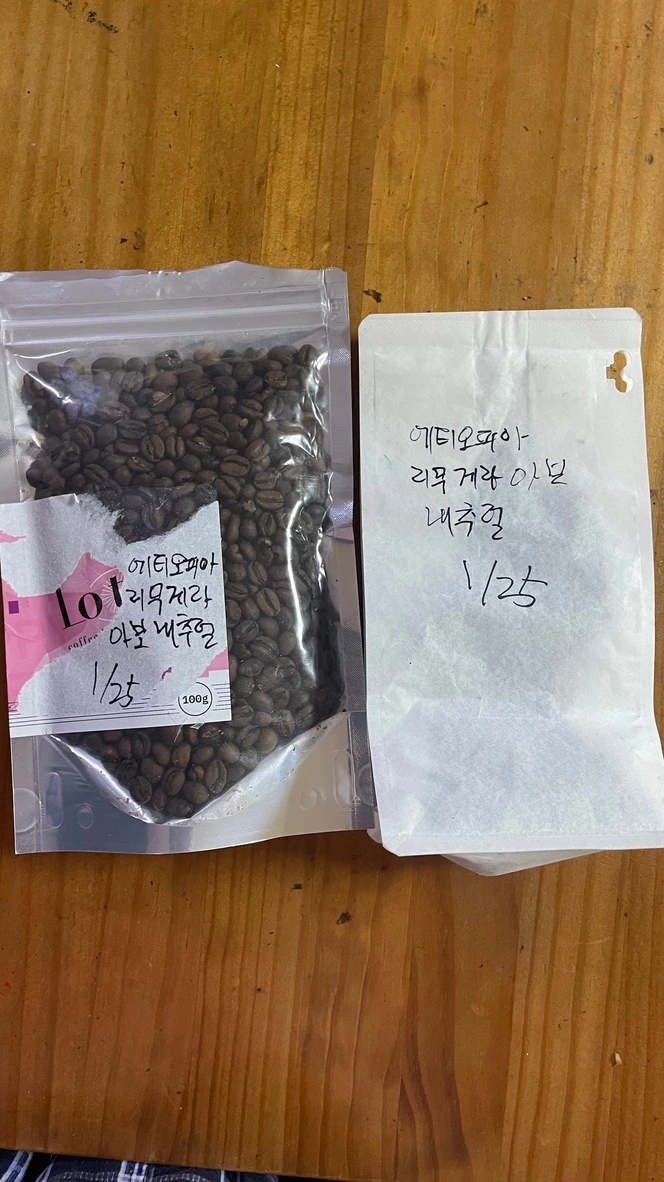 에티오피아
Lot 리무 게라
coffee
아보 내추럴
1/25
100g
에티오피아
리무 게라 아보
내추럴
1/25